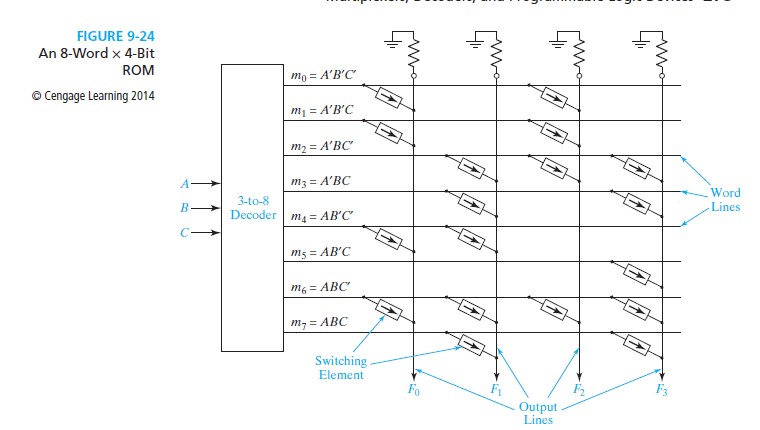 FIGURE 9-24
An 8-Word × 4-Bit
ROM
© Cengage Learning 2014
m₀ = A'B'C'
m₁ = A'B'C
m₂ = A'BC'
m₃ = A'BC
m₄ = AB'C'
m₅ = AB'C
m₆ = ABC'
m₇ = ABC
A
B
C
3-to-8
Decoder
Word
Lines
Switching
Element
F₀
F₁
F₂
F₃
Output
Lines